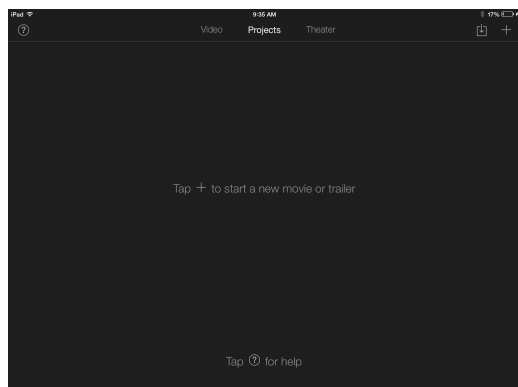 iPad 9:35 AM 17%
? Video Projects Theater +
Tap + to start a new movie or trailer
Tap ? for help